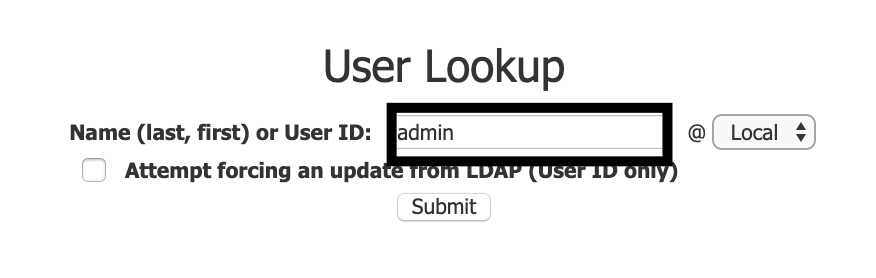 User Lookup
Name (last, first) or User ID: admin @ Local
Attempt forcing an update from LDAP (User ID only)
Submit